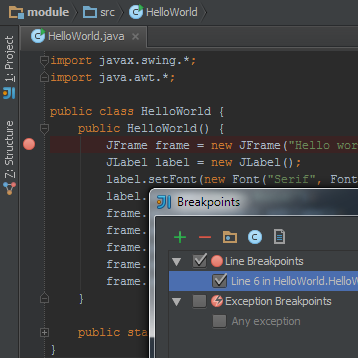 module src HelloWorld
HelloWorld.java
1: Project
7: Structure
import javax.swing.*;
import java.awt.*;
public class HelloWorld {
public HelloWorld() {
JFrame frame = new JFrame("Hello wor
JLabel label = new JLabel();
label.setFont(new Font("Serif", Font
label.
frame.
frame.
frame.
frame.
frame.
}
public sta
}
Breakpoints
Line Breakpoints
Line 6 in HelloWorld.HelloW
Exception Breakpoints
Any exception